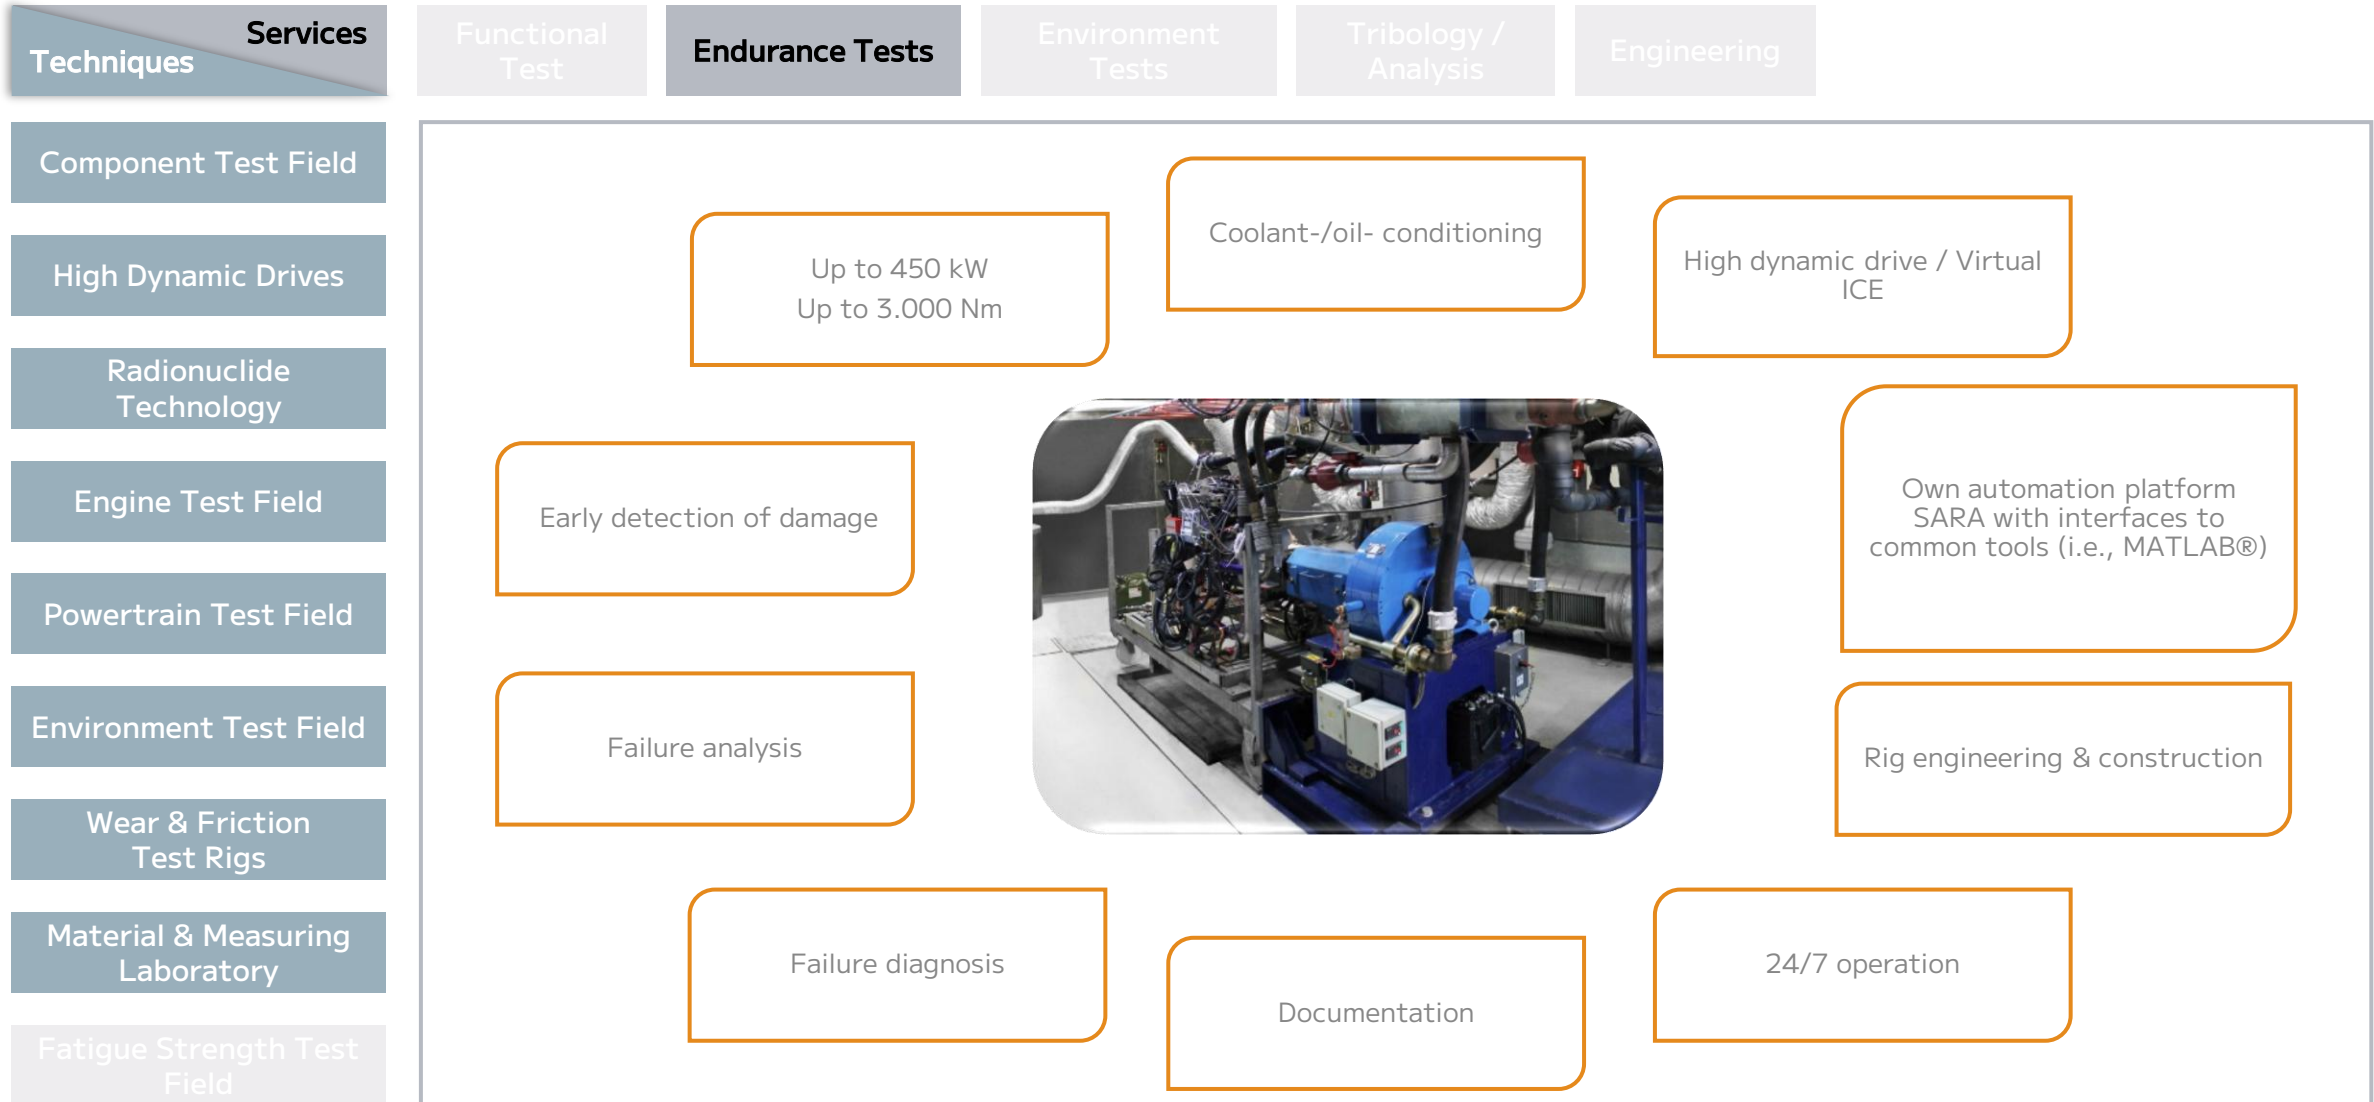 Services
Techniques
Functional
Test
Endurance Tests
Environment
Tests
Tribology /
Analysis
Engineering
Component Test Field
High Dynamic Drives
Radionuclide
Technology
Engine Test Field
Powertrain Test Field
Environment Test Field
Wear & Friction
Test Rigs
Material & Measuring
Laboratory
Fatigue Strength Test
Field
Coolant-/oil- conditioning
Up to 450 kW
Up to 3.000 Nm
High dynamic drive / Virtual
ICE
Early detection of damage
Own automation platform
SARA with interfaces to
common tools (i.e., MATLAB®)
Failure analysis
Rig engineering & construction
Failure diagnosis
Documentation
24/7 operation